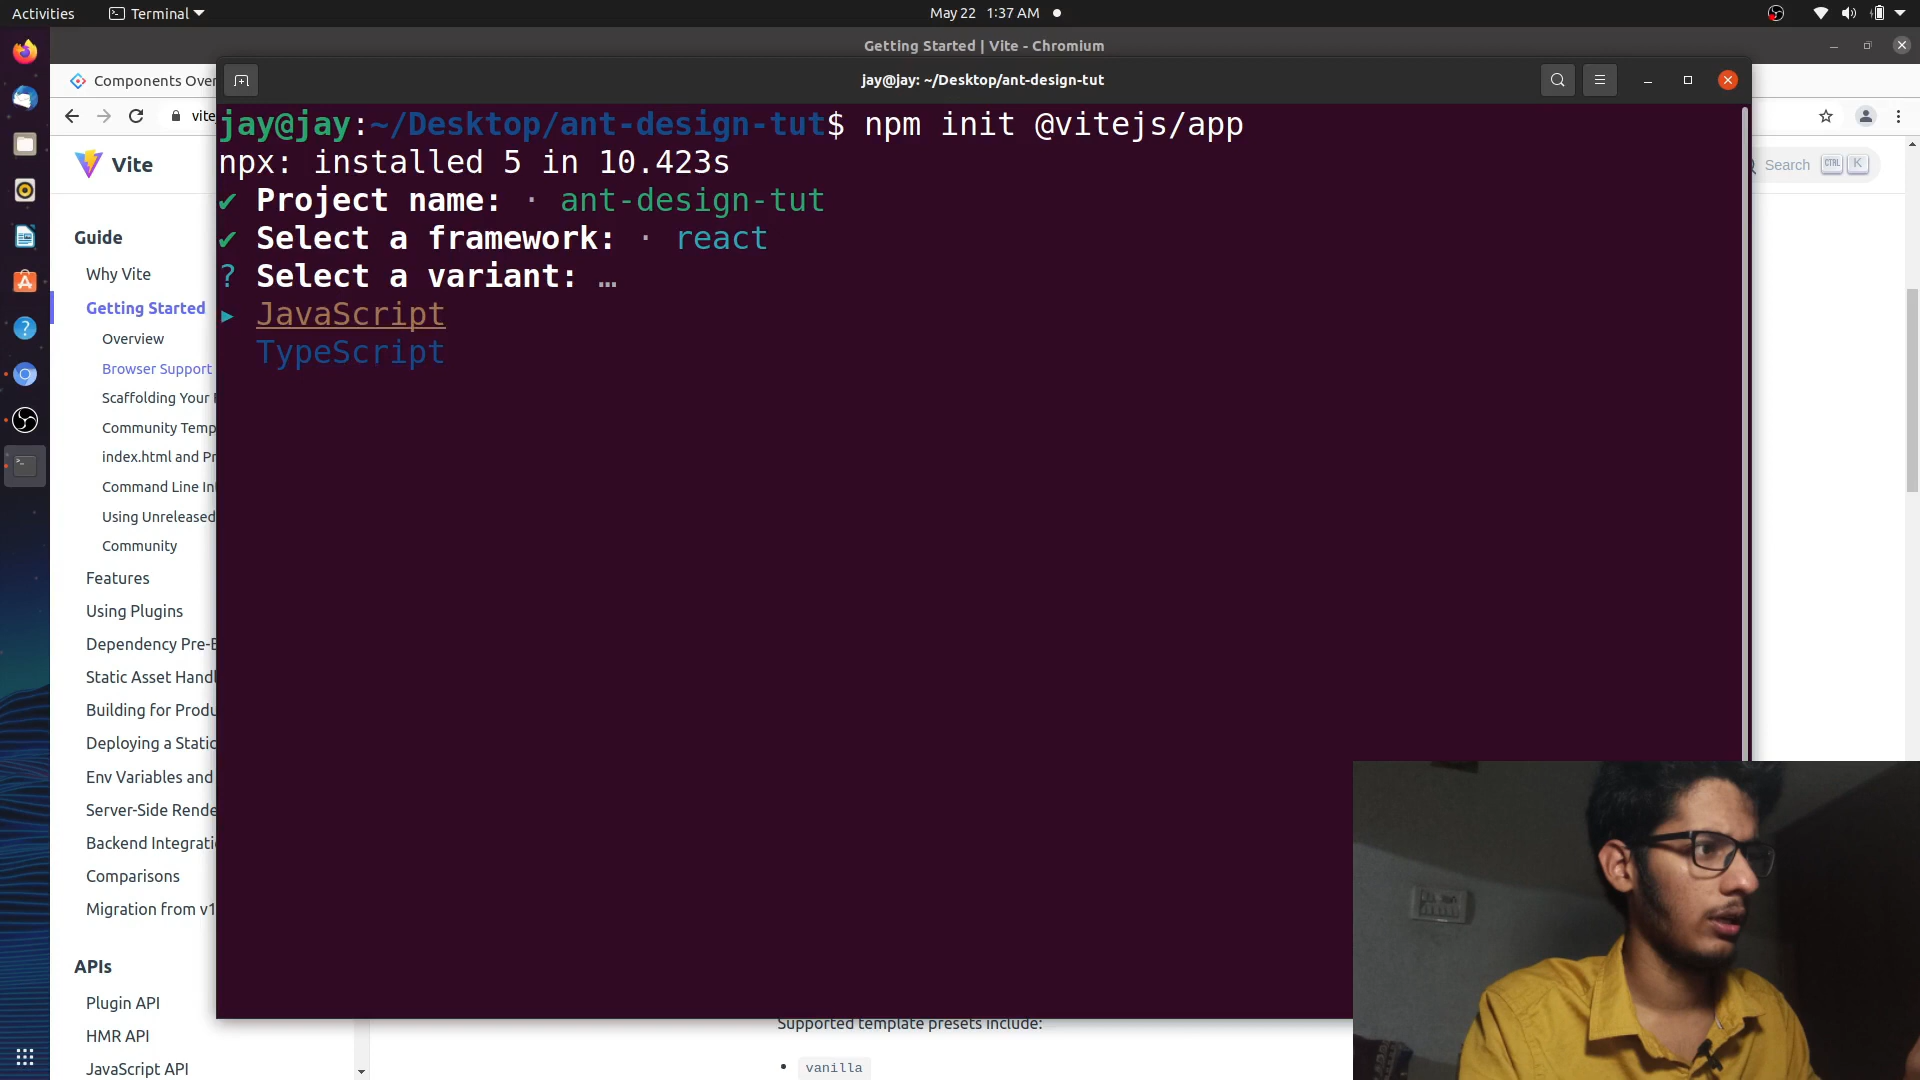 Activities
Terminal
May 22 1:37 AM
Getting Started | Vite - Chromium
Components Over
jay@jay: ~/Desktop/ant-design-tut
vite
jay@jay:~/Desktop/ant-design-tut$ npm init @vitejs/app
npx: installed 5 in 10.423s
✔ Project name: · ant-design-tut
✔ Select a framework: · react
? Select a variant: …
▸ JavaScript
TypeScript
Vite
Search CTRL K
Guide
Why Vite
Getting Started
Overview
Browser Support
Scaffolding Your
Community Temp
index.html and Pr
Command Line In
Using Unreleased
Community
Features
Using Plugins
Dependency Pre-B
Static Asset Handl
Building for Produ
Deploying a Static
Env Variables and
Server-Side Rende
Backend Integrati
Comparisons
Migration from v1
APIs
Plugin API
HMR API
JavaScript API
Supported template presets include:
• vanilla